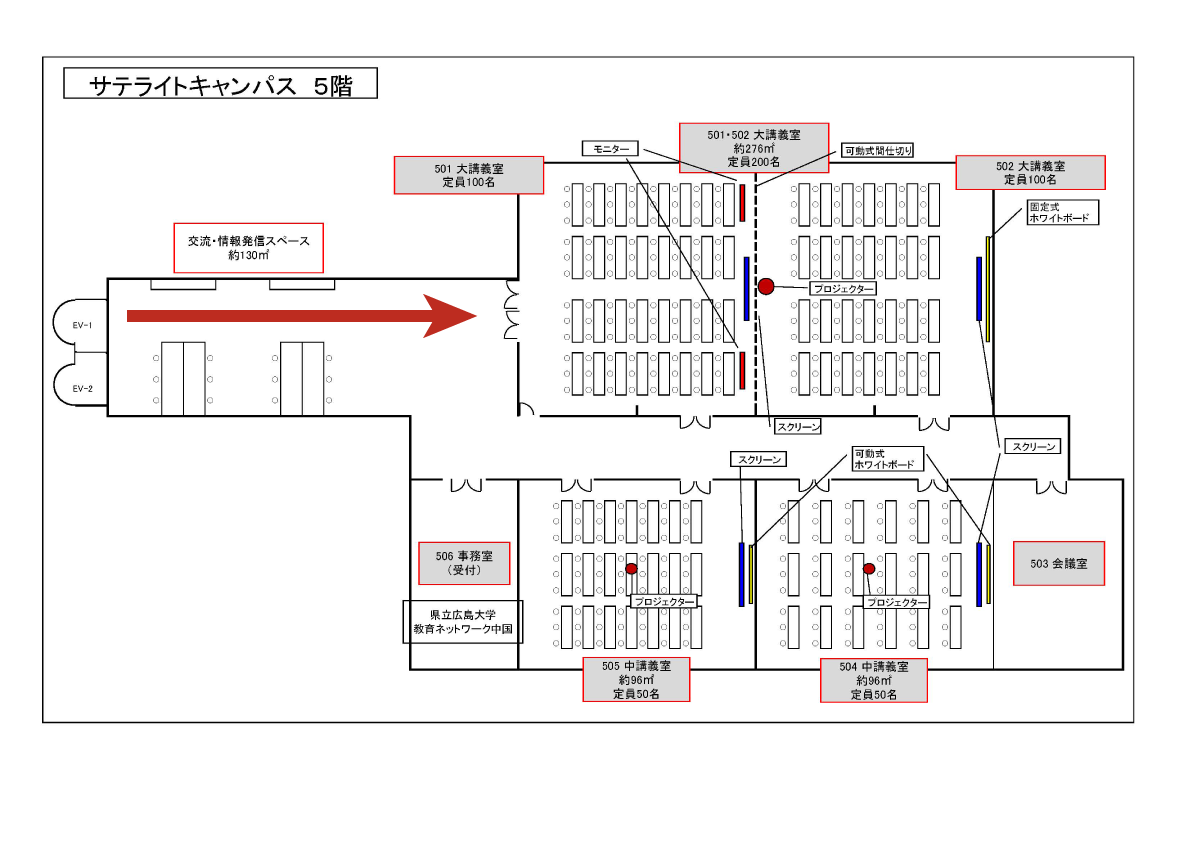 サテライトキャンパス 5階
501・502 大講義室
約276㎡
定員200名
モニター
可動式間仕切り
501 大講義室
定員100名
502 大講義室
定員100名
固定式
ホワイトボード
交流・情報発信スペース
約130㎡
プロジェクター
EV-1
EV-2
スクリーン
スクリーン
可動式
ホワイトボード
スクリーン
506 事務室
（受付）
503 会議室
プロジェクター
プロジェクター
県立広島大学
教育ネットワーク中国
505 中講義室
約96㎡
定員50名
504 中講義室
約96㎡
定員50名